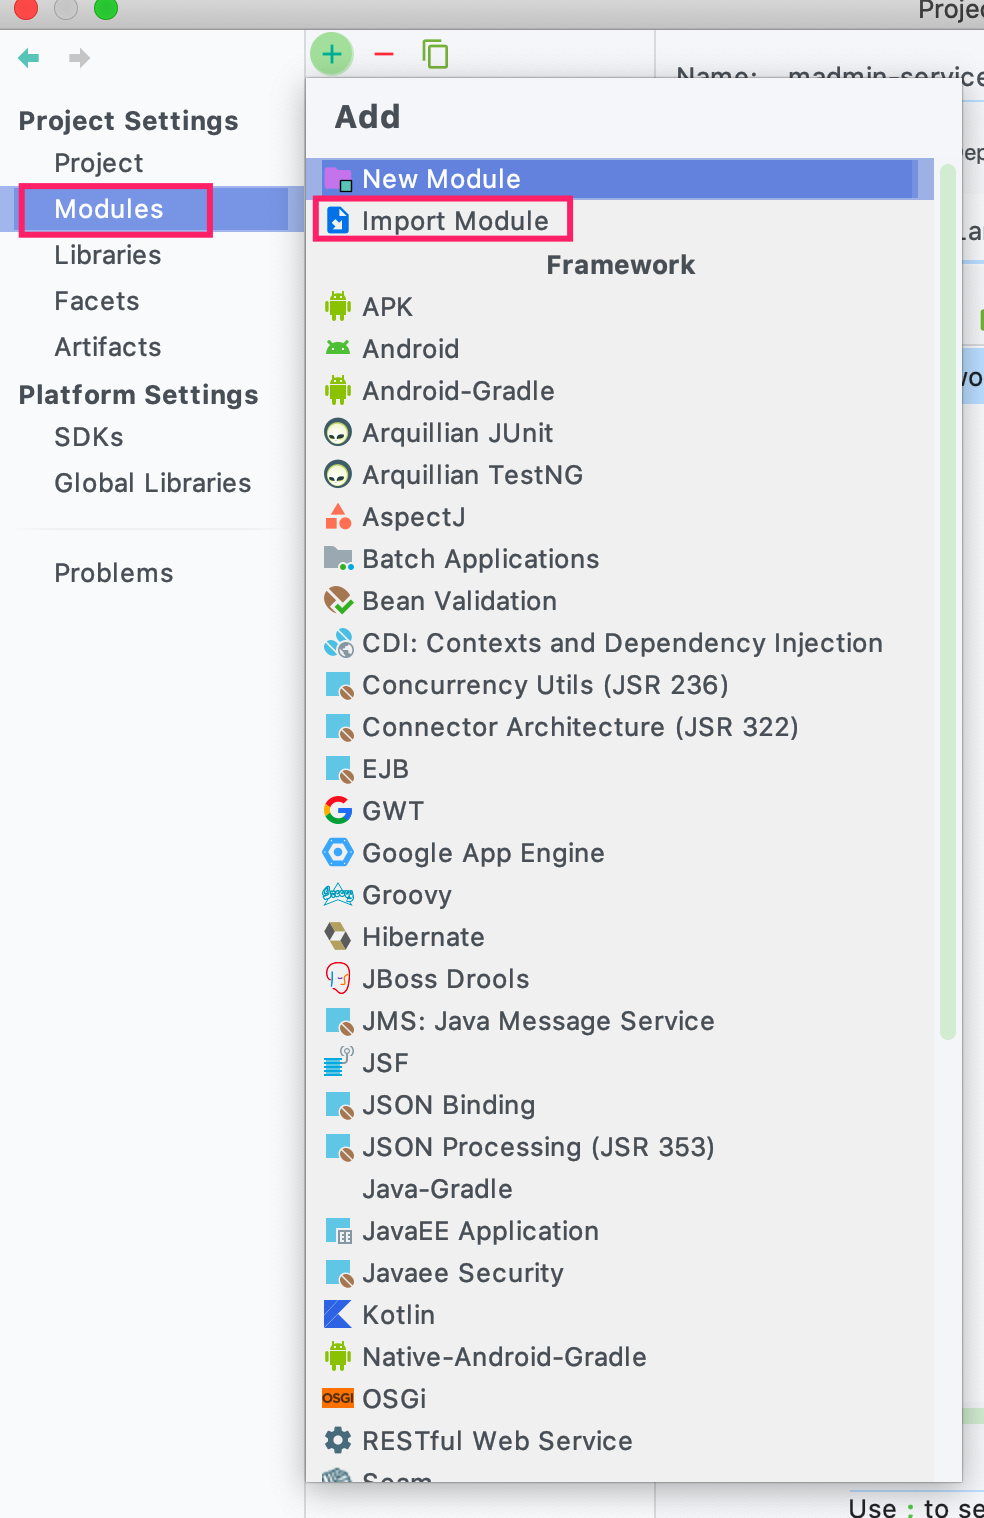 Project Settings
Project
Modules
Libraries
Facets
Artifacts
Platform Settings
SDKs
Global Libraries
Problems
Name: madmin-service
Add
New Module
Import Module
Framework
APK
Android
Android-Gradle
Arquillian JUnit
Arquillian TestNG
AspectJ
Batch Applications
Bean Validation
CDI: Contexts and Dependency Injection
Concurrency Utils (JSR 236)
Connector Architecture (JSR 322)
EJB
GWT
Google App Engine
Groovy
Hibernate
JBoss Drools
JMS: Java Message Service
JSF
JSON Binding
JSON Processing (JSR 353)
Java-Gradle
JavaEE Application
Javaee Security
Kotlin
Native-Android-Gradle
OSGI OSGi
RESTful Web Service
Seam
Use ; to se